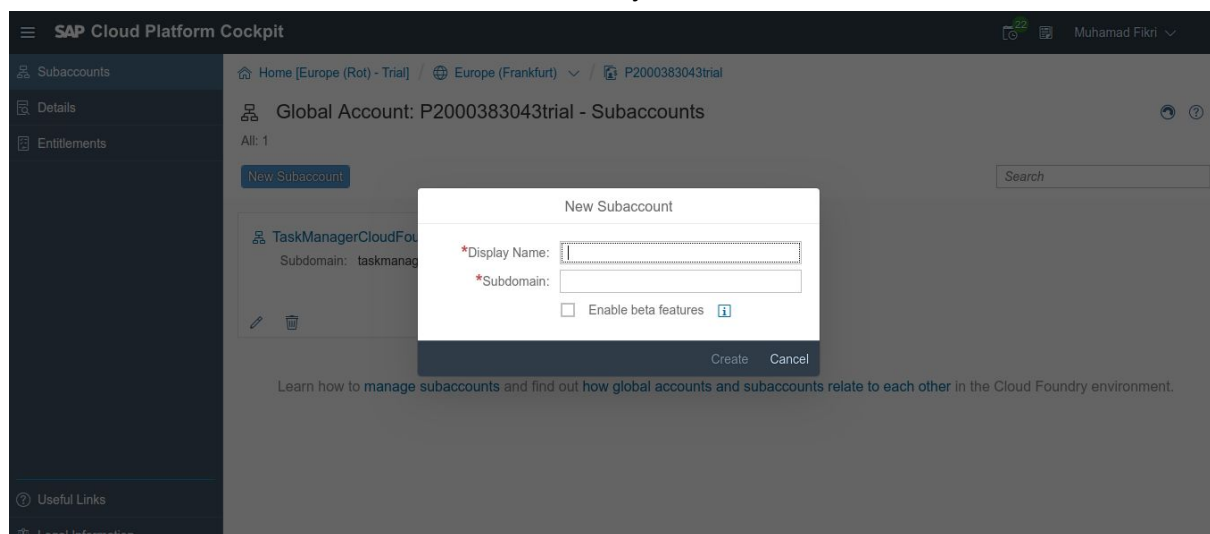 SAP Cloud Platform Cockpit
22
Muhamad Fikri
Subaccounts
Details
Entitlements
Home [Europe (Rot) - Trial] / Europe (Frankfurt) / P2000383043trial
Global Account: P2000383043trial - Subaccounts
All: 1
New Subaccount
Search
TaskManagerCloudFou
Subdomain: taskmanag
New Subaccount
*Display Name:
*Subdomain:
Enable beta features
Create Cancel
Learn how to manage subaccounts and find out how global accounts and subaccounts relate to each other in the Cloud Foundry environment.
Useful Links
Legal Information